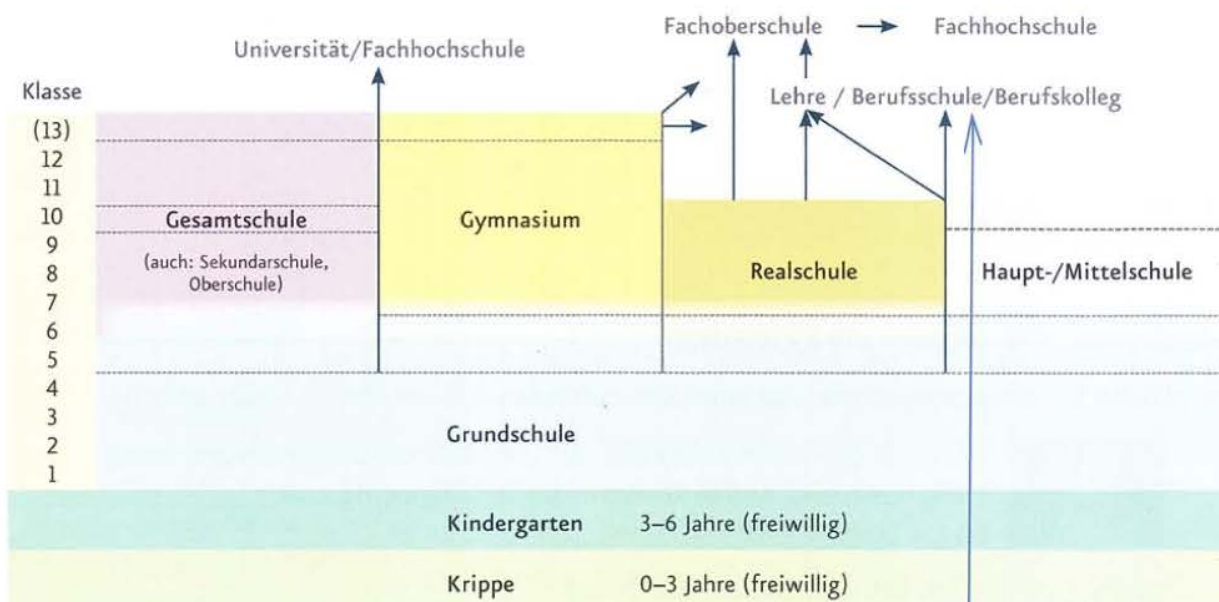 Fachoberschule → Fachhochschule
Universität/Fachhochschule
Klasse
Lehre / Berufsschule/Berufskolleg
(13)
12
11
10
Gesamtschule
Gymnasium
9
(auch: Sekundarschule,
Oberschule)
8
Realschule
Haupt-/Mittelschule
7
6
5
4
3
Grundschule
2
1
Kindergarten 3–6 Jahre (freiwillig)
Krippe 0–3 Jahre (freiwillig)